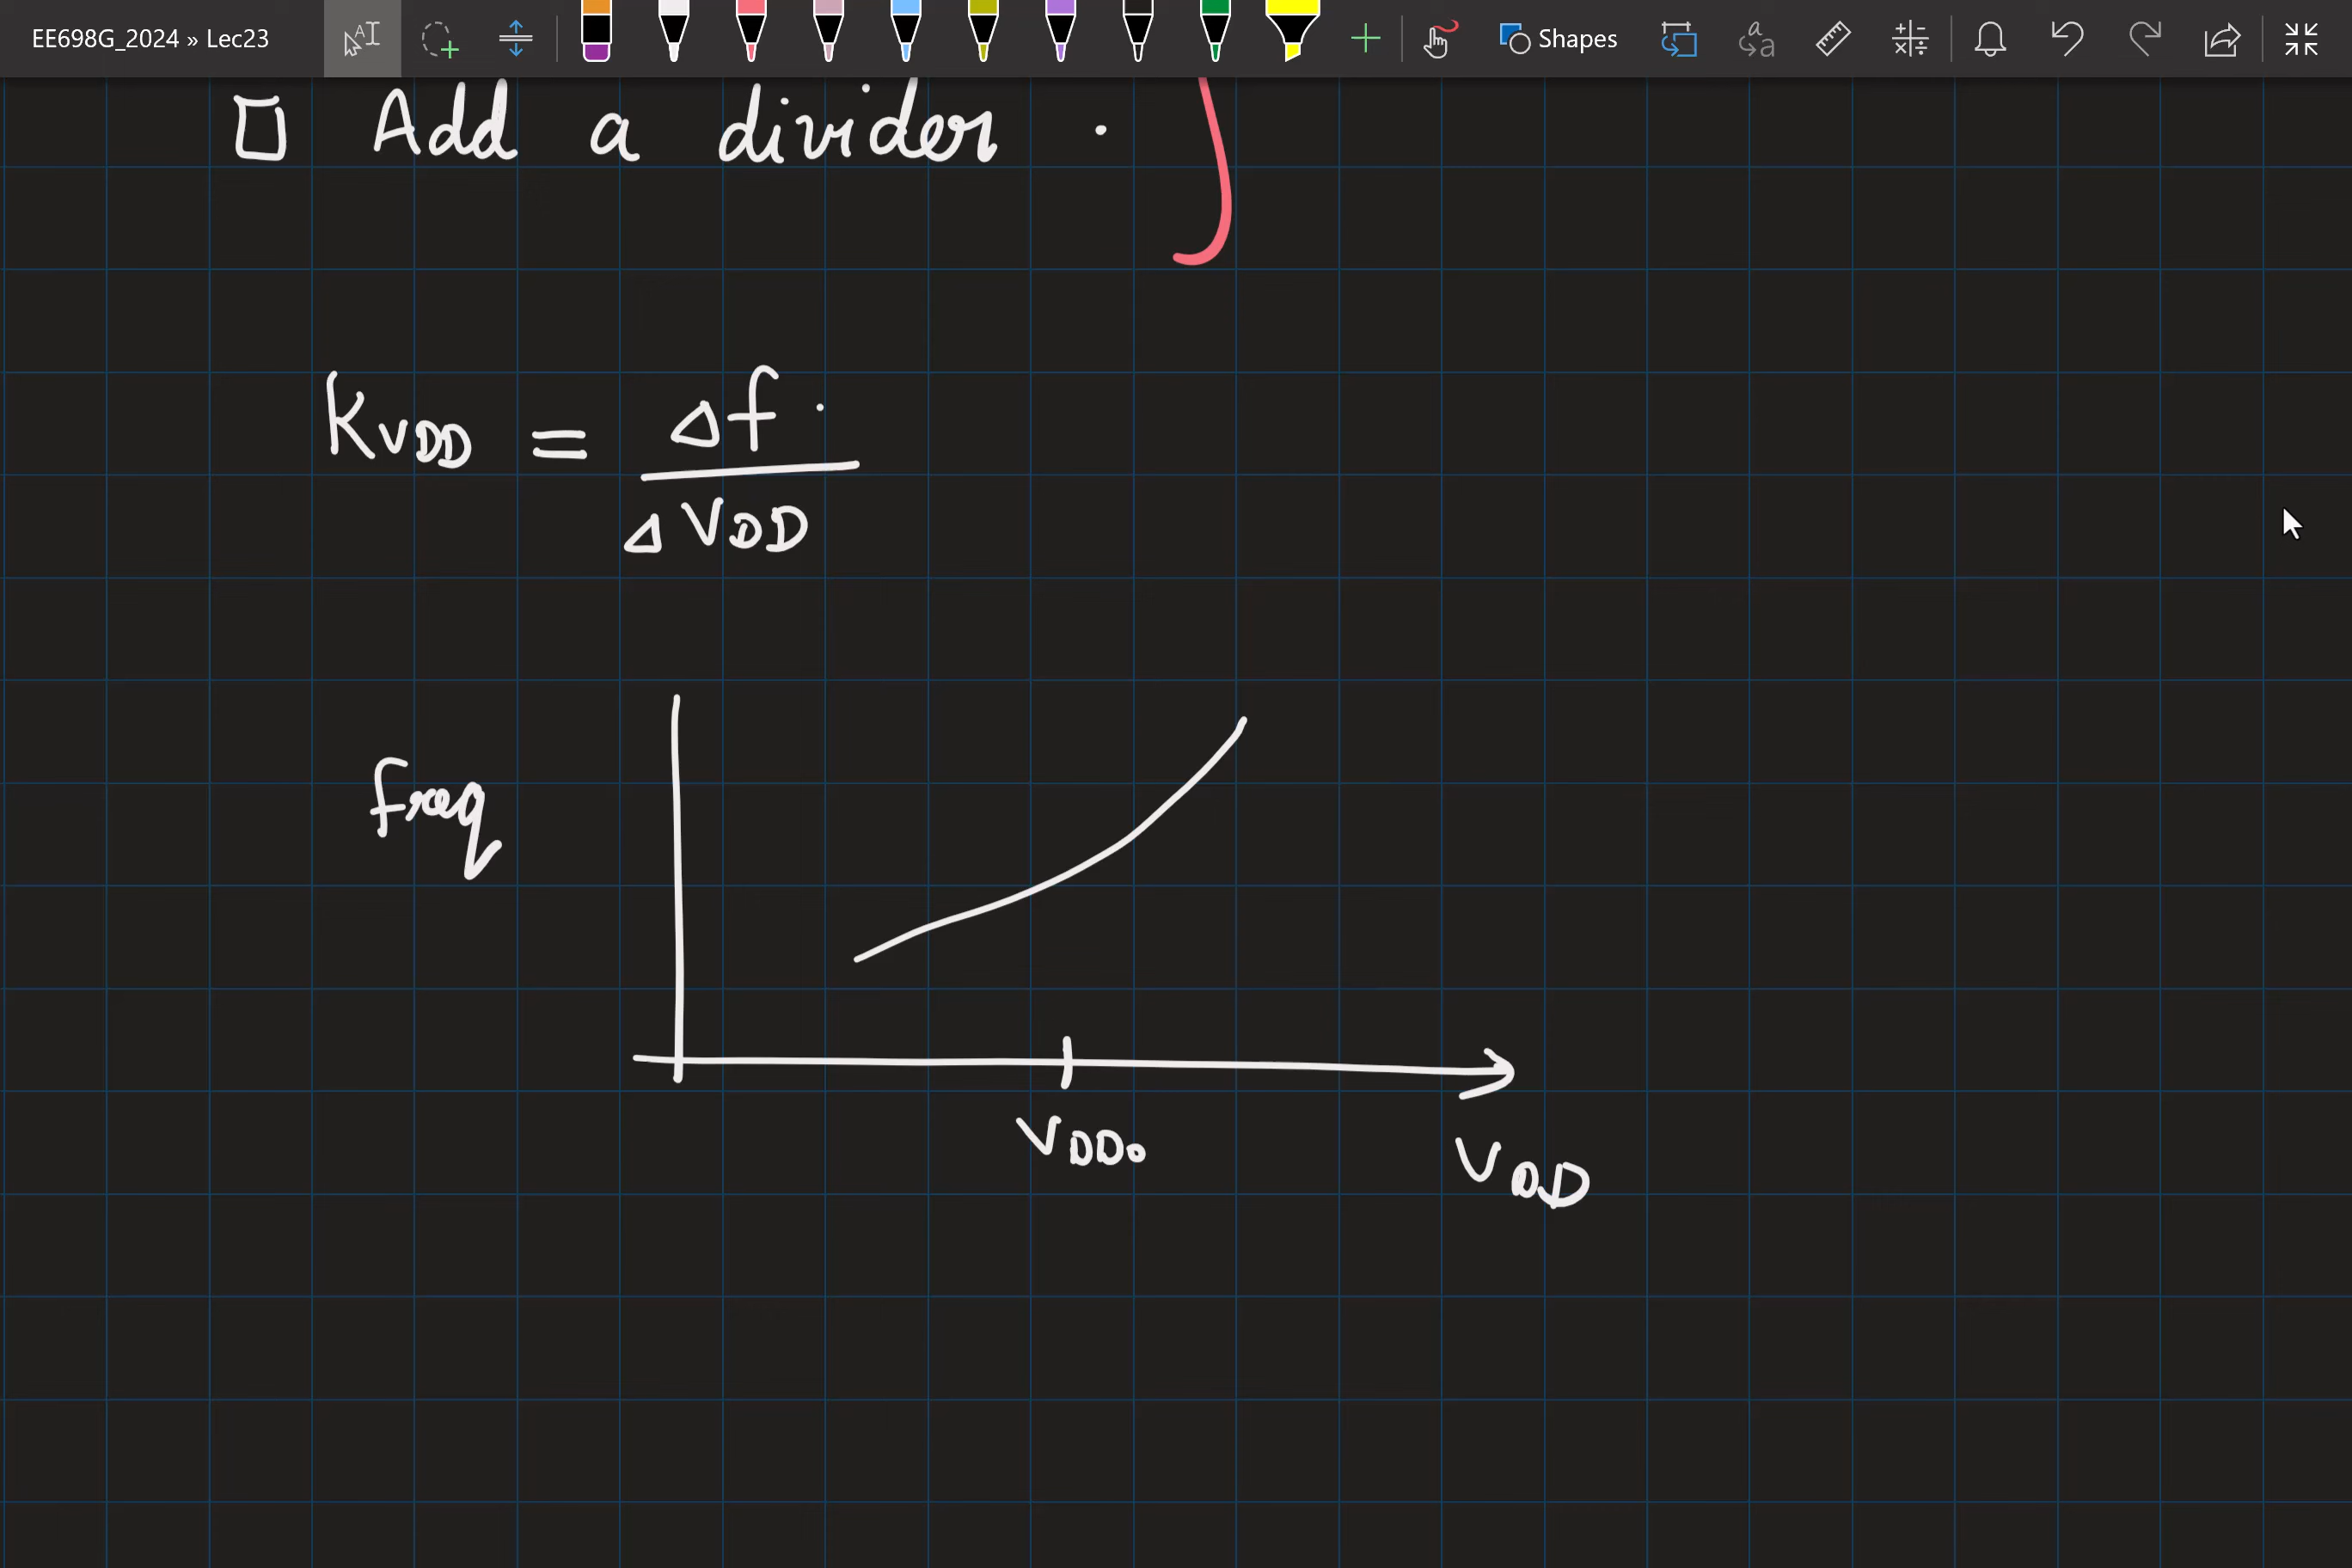 EE698G_2024 » Lec23
Shapes
Add a divider .
KVDD = Δf
ΔVDD
freq
VDD0
VDD